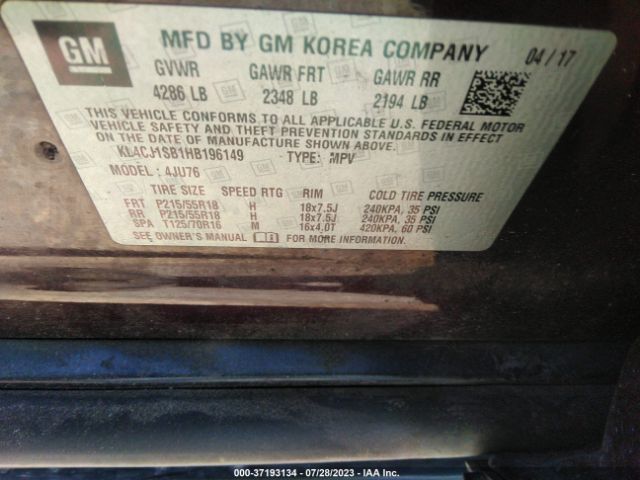 GM
MFD BY GM KOREA COMPANY 04/17
GVWR GAWR FRT GAWR RR
4286 LB 2348 LB 2194 LB
THIS VEHICLE CONFORMS TO ALL APPLICABLE U.S. FEDERAL MOTOR
VEHICLE SAFETY AND THEFT PREVENTION STANDARDS IN EFFECT
ON THE DATE OF MANUFACTURE SHOWN ABOVE.
KLACJ1SB1HB196149 TYPE: MPV
MODEL: 4JU76
TIRE SIZE SPEED RTG RIM COLD TIRE PRESSURE
FRT P215/55R18 H 18x7.5J 240KPA, 35 PSI
RR P215/55R18 H 18x7.5J 240KPA, 35 PSI
SPA T125/70R16 M 16x4.0T 420KPA, 60 PSI
SEE OWNER'S MANUAL FOR MORE INFORMATION.
000-37193134 07/28/2023 IAA Inc.